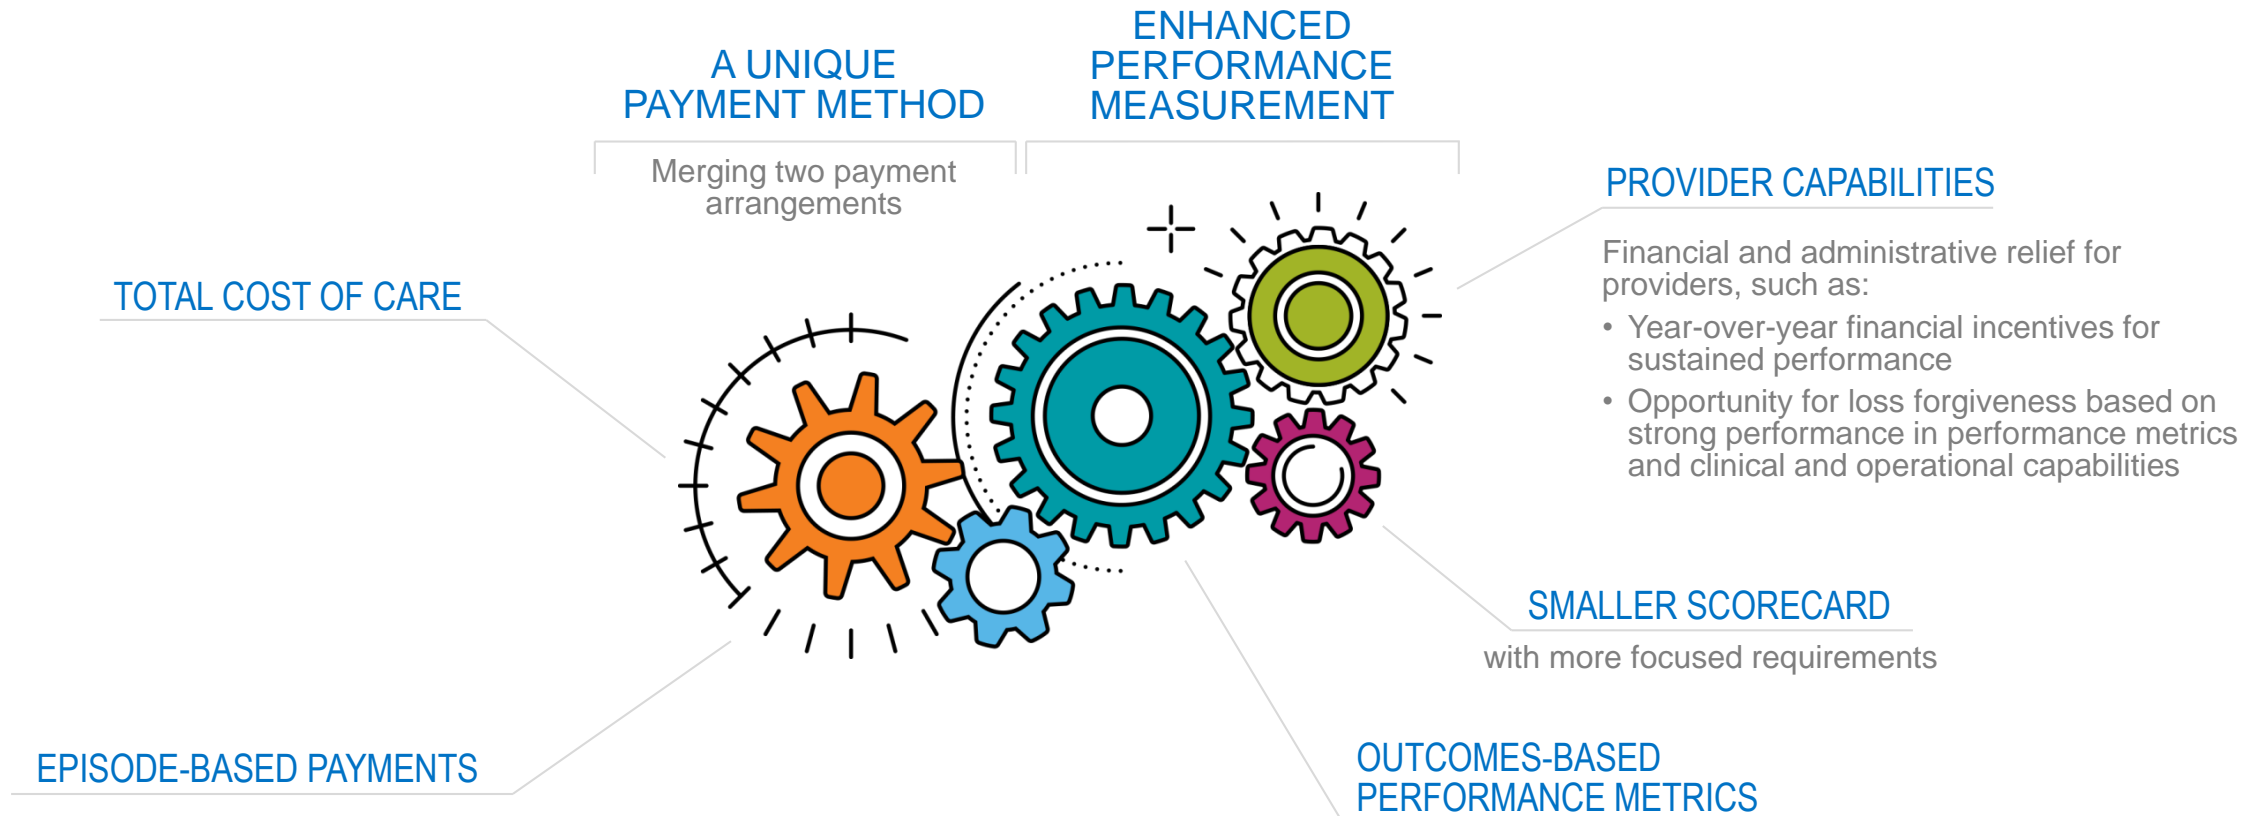 A UNIQUE
PAYMENT METHOD
Merging two payment
arrangements
ENHANCED
PERFORMANCE
MEASUREMENT
TOTAL COST OF CARE
EPISODE-BASED PAYMENTS
PROVIDER CAPABILITIES
Financial and administrative relief for
providers, such as:
• Year-over-year financial incentives for
sustained performance
• Opportunity for loss forgiveness based on
strong performance in performance metrics
and clinical and operational capabilities
SMALLER SCORECARD
with more focused requirements
OUTCOMES-BASED
PERFORMANCE METRICS